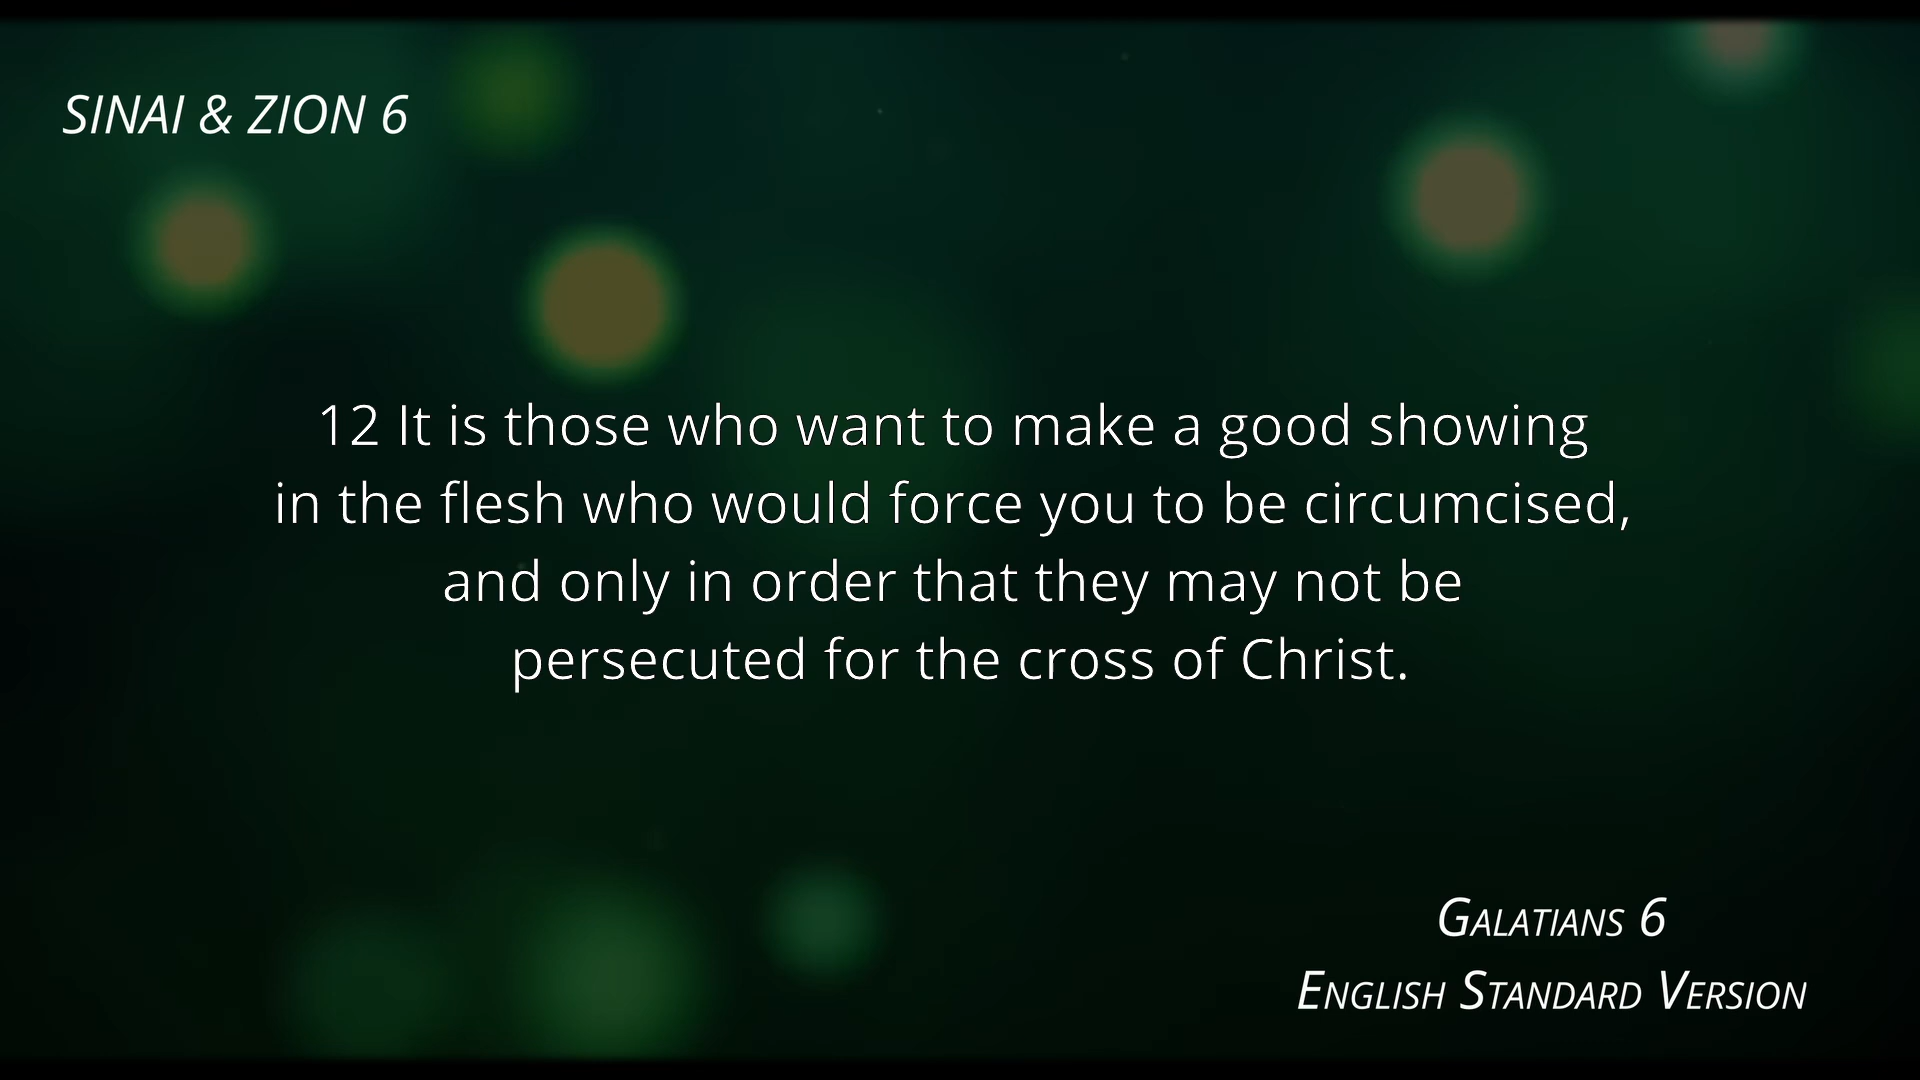 SINAI & ZION 6
12 It is those who want to make a good showing
in the flesh who would force you to be circumcised,
and only in order that they may not be
persecuted for the cross of Christ.
Galatians 6
English Standard Version